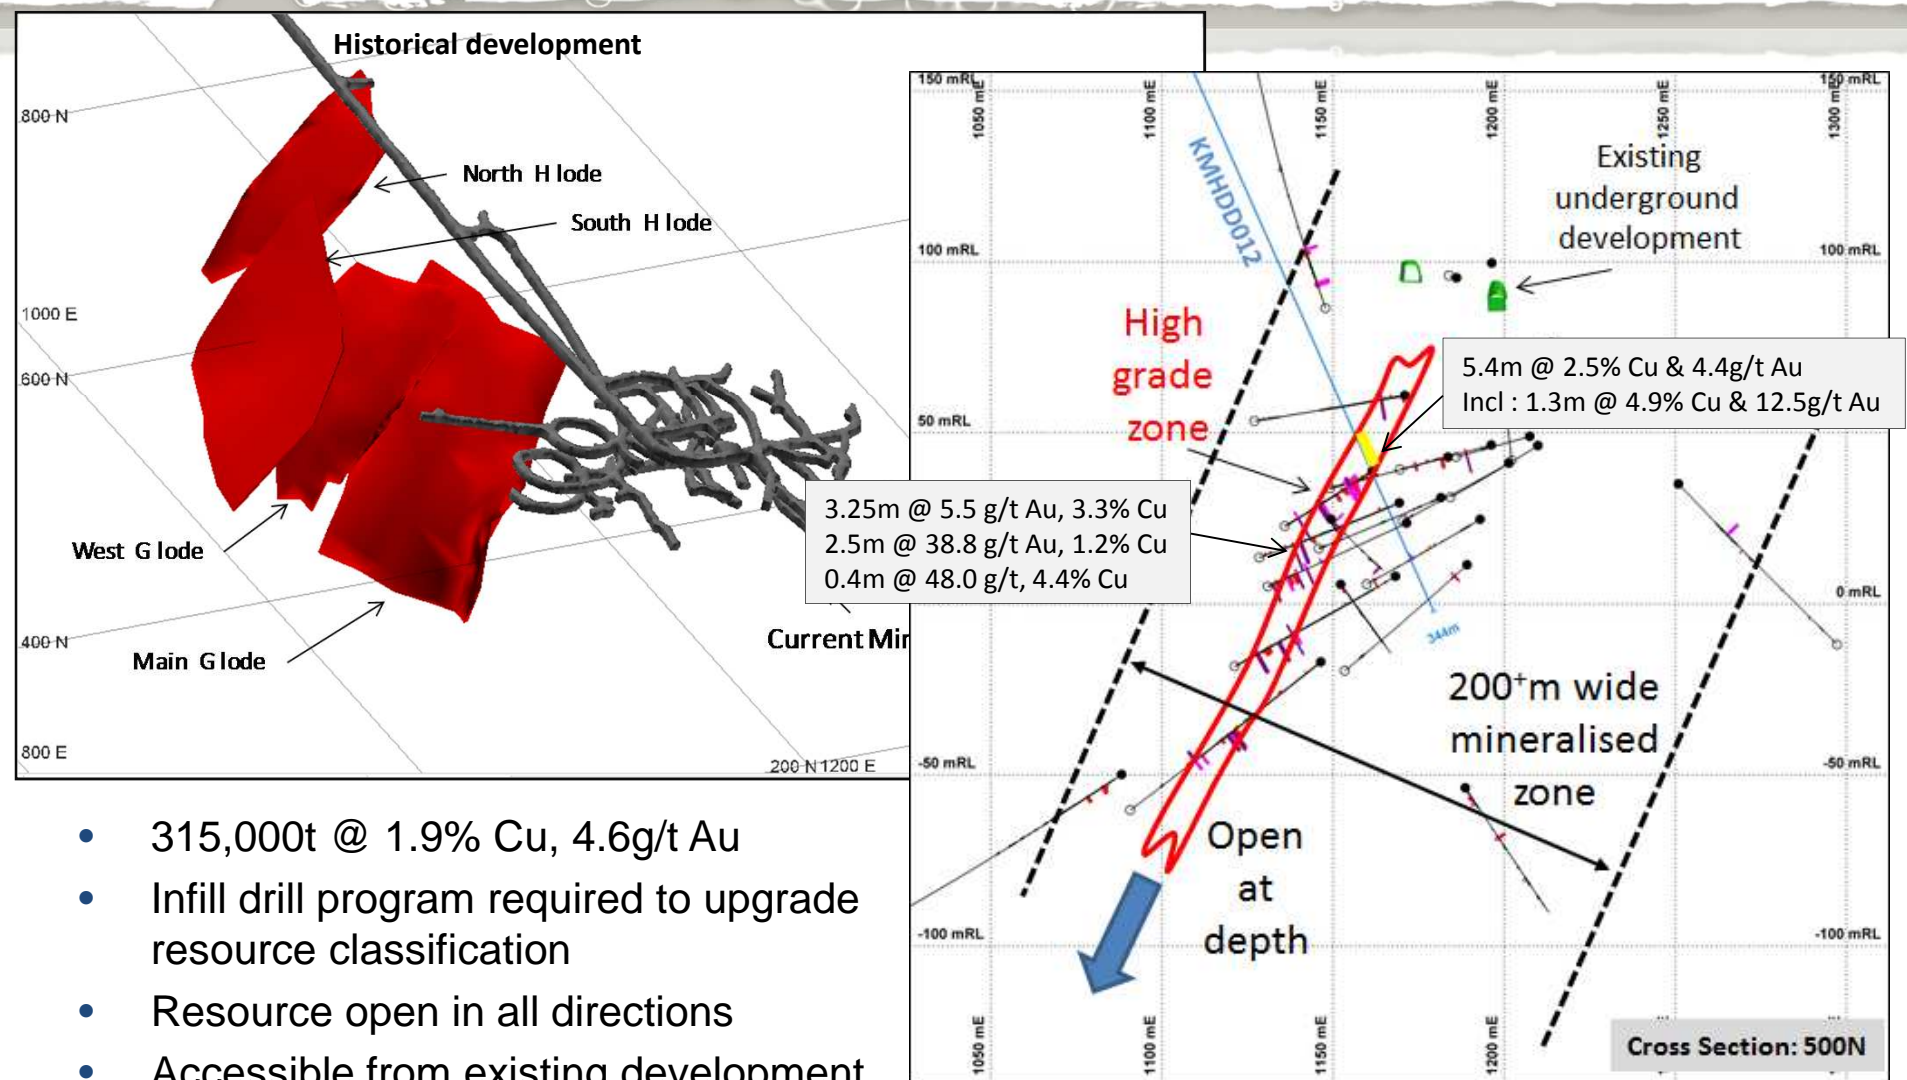 Historical development
800 N
North H lode
South H lode
1000 E
600 N
West G lode
400 N
Main G lode
Current Mi
800 E
200 N 1200 E
3.25m @ 5.5 g/t Au, 3.3% Cu
2.5m @ 38.8 g/t Au, 1.2% Cu
0.4m @ 48.0 g/t, 4.4% Cu
150 mRL
150 mRL
1050 mE
1100 mE
1150 mE
1200 mE
1250 mE
1300 mE
KMHDD012
Existing
underground
development
100 mRL
100 mRL
High
grade
zone
5.4m @ 2.5% Cu & 4.4g/t Au
Incl : 1.3m @ 4.9% Cu & 12.5g/t Au
50 mRL
0 mRL
344m
200⁺m wide
mineralised
zone
-50 mRL
-50 mRL
Open
at
depth
-100 mRL
-100 mRL
1050 mE
1100 mE
1150 mE
1200 mE
Cross Section: 500N
• 315,000t @ 1.9% Cu, 4.6g/t Au
• Infill drill program required to upgrade
resource classification
• Resource open in all directions
• Accessible from existing development